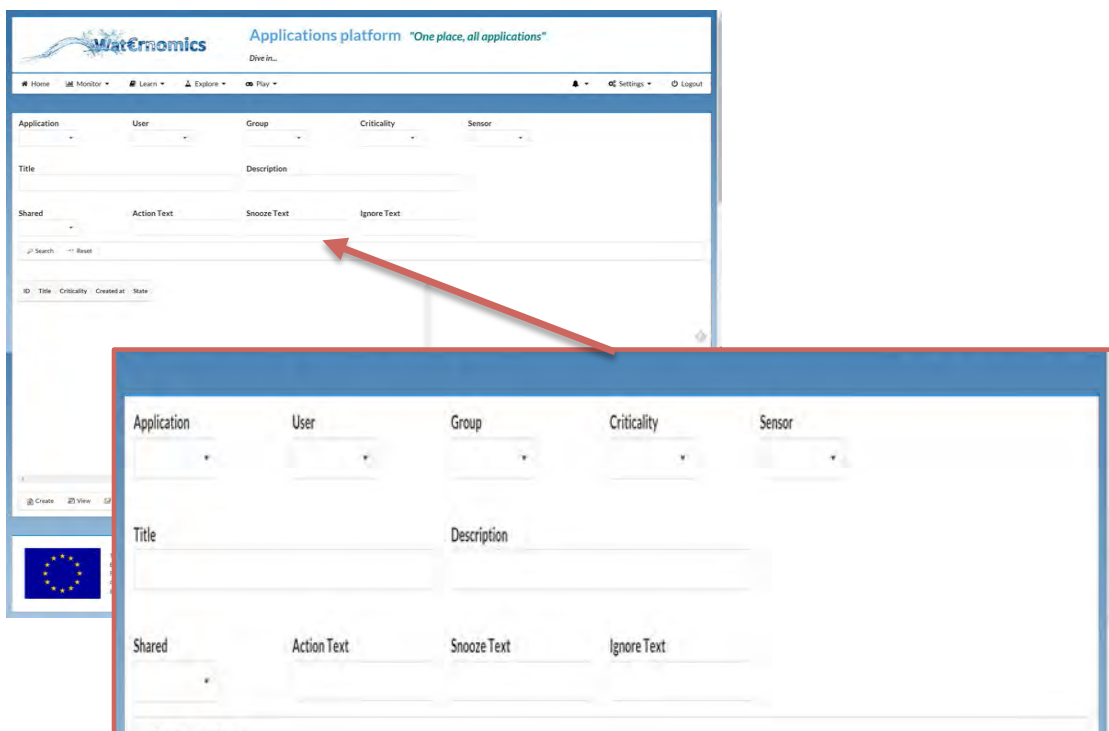 Wat€rnomics
Applications platform "One place, all applications"
Dive in...
Home Monitor Learn Explore Play Settings Logout
Application User Group Criticality Sensor
Title Description
Shared Action Text Snooze Text Ignore Text
Search Reset
ID Title Criticality Created at State
Create View
Application User Group Criticality Sensor
Title Description
Shared Action Text Snooze Text Ignore Text